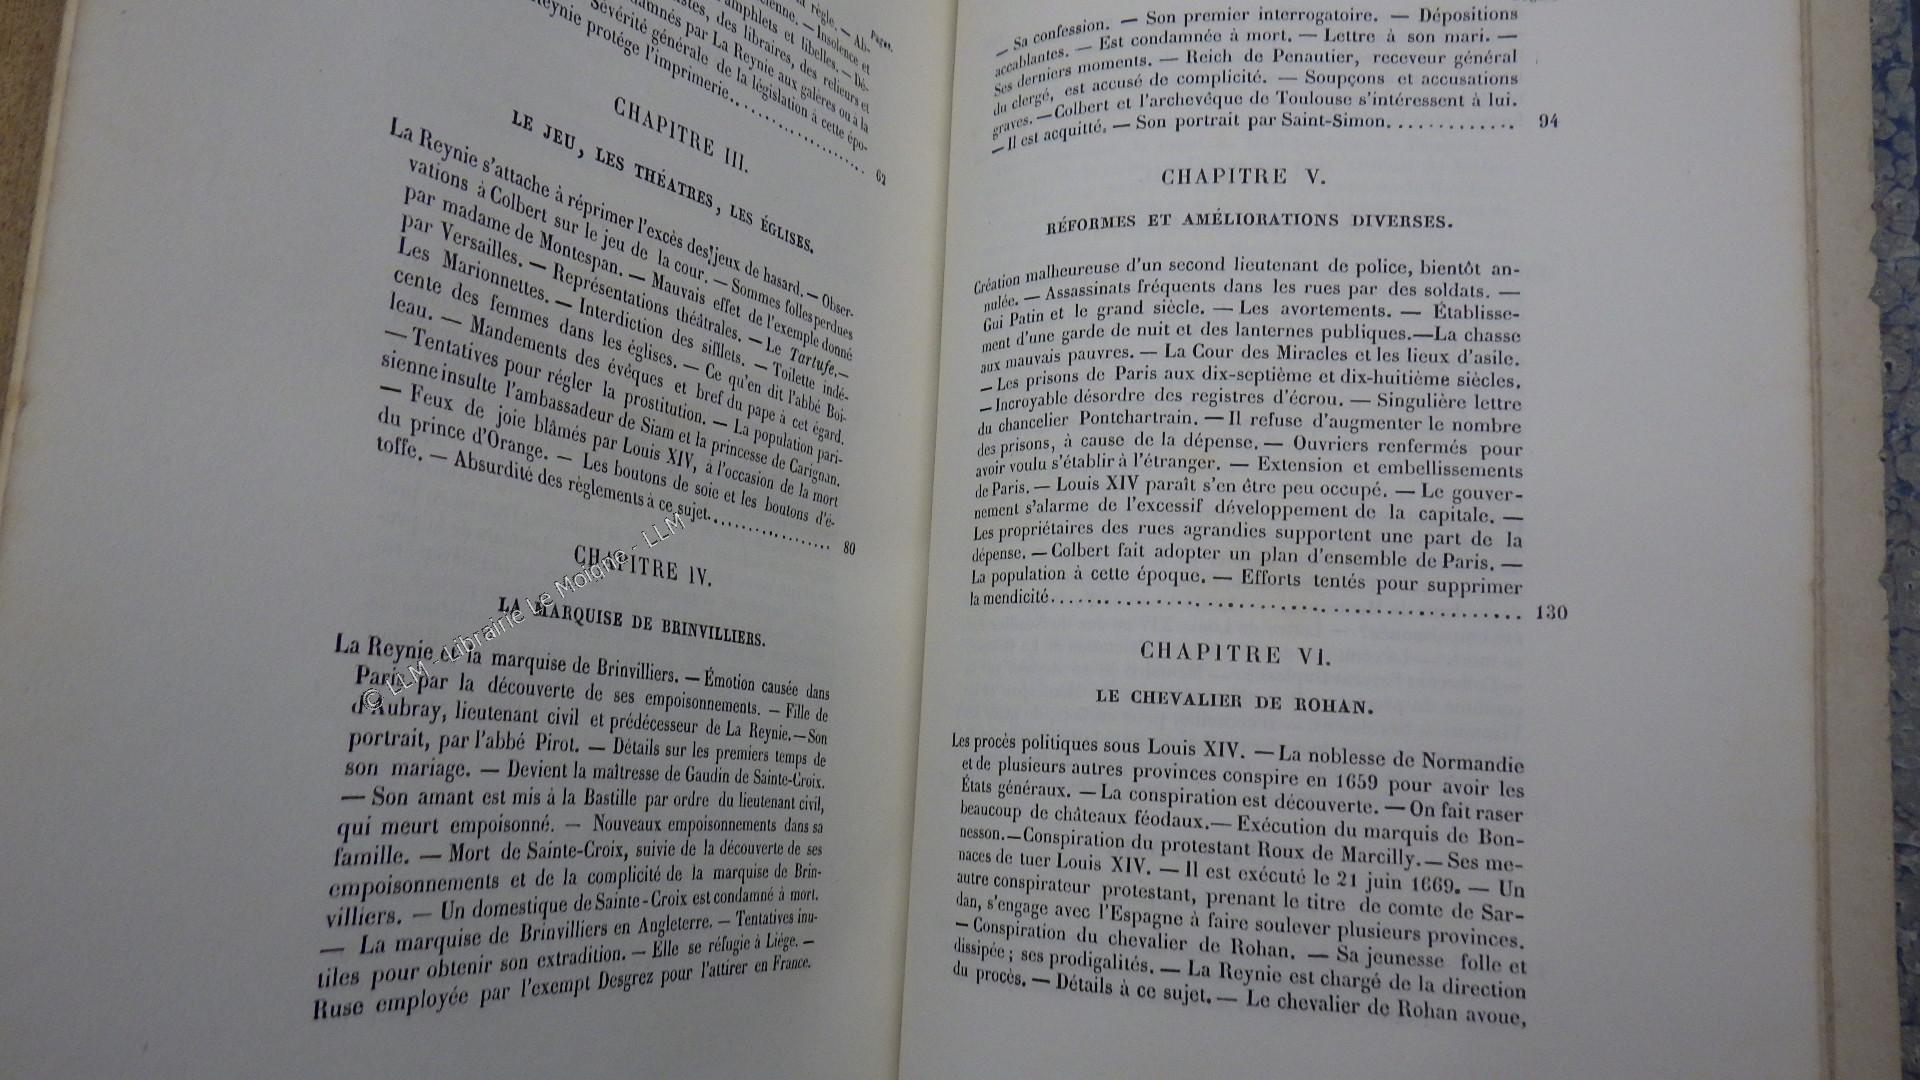 la règle. — Ab-
Pages.
cienne. — Insolence et
pamphlets et libelles. — Dé-
des libraires, des relieurs et
damnés par La Reynie aux galères ou à la
Sévérité générale de la législation à cette épo-
protége l'imprimerie. . . . . . . . . . . . . . 62
CHAPITRE III.
LE JEU, LES THÉATRES, LES ÉGLISES.
La Reynie s'attache à réprimer l'excès des jeux de hasard. — Obser-
vations à Colbert sur le jeu de la cour. — Sommes folles perdues
par madame de Montespan. — Mauvais effet de l'exemple donné
par Versailles. — Représentations théâtrales. — Le Tartufe. —
Les Marionnettes. — Interdiction des sifflets. — Toilette indé-
cente des femmes dans les églises. — Ce qu'en dit l'abbé Boi-
leau. — Mandements des évêques et bref du pape à cet égard.
— Tentatives pour régler la prostitution. — La population pari-
sienne insulte l'ambassadeur de Siam et la princesse de Carignan.
— Feux de joie blâmés par Louis XIV, à l'occasion de la mort
du prince d'Orange. — Les boutons de soie et les boutons d'é-
toffe. — Absurdité des règlements à ce sujet. . . . . . . . . . . . . . 80
CHAPITRE IV.
LA MARQUISE DE BRINVILLIERS.
La Reynie et la marquise de Brinvilliers. — Émotion causée dans
Paris par la découverte de ses empoisonnements. — Fille de
d'Aubray, lieutenant civil et prédécesseur de La Reynie. — Son
portrait, par l'abbé Pirot. — Détails sur les premiers temps de
son mariage. — Devient la maîtresse de Gaudin de Sainte-Croix.
— Son amant est mis à la Bastille par ordre du lieutenant civil,
qui meurt empoisonné. — Nouveaux empoisonnements dans sa
famille. — Mort de Sainte-Croix, suivie de la découverte de ses
empoisonnements et de la complicité de la marquise de Brin-
villiers. — Un domestique de Sainte-Croix est condamné à mort.
— La marquise de Brinvilliers en Angleterre. — Tentatives inu-
tiles pour obtenir son extradition. — Elle se réfugie à Liége. —
Ruse employée par l'exempt Desgrez pour l'attirer en France.
© LLM - Librairie Le Moigne - LLM
— Sa confession. — Son premier interrogatoire. — Dépositions
accablantes. — Est condamnée à mort. — Lettre à son mari. —
Ses derniers moments. — Reich de Penautier, receveur général
du clergé, est accusé de complicité. — Soupçons et accusations
graves. — Colbert et l'archevêque de Toulouse s'intéressent à lui.
— Il est acquitté. — Son portrait par Saint-Simon. . . . . . . . . . . . 94
CHAPITRE V.
RÉFORMES ET AMÉLIORATIONS DIVERSES.
Création malheureuse d'un second lieutenant de police, bientôt an-
nulée. — Assassinats fréquents dans les rues par des soldats. —
Gui Patin et le grand siècle. — Les avortements. — Établisse-
ment d'une garde de nuit et des lanternes publiques. — La chasse
aux mauvais pauvres. — La Cour des Miracles et les lieux d'asile.
— Les prisons de Paris aux dix-septième et dix-huitième siècles.
— Incroyable désordre des registres d'écrou. — Singulière lettre
du chancelier Pontchartrain. — Il refuse d'augmenter le nombre
des prisons, à cause de la dépense. — Ouvriers renfermés pour
avoir voulu s'établir à l'étranger. — Extension et embellissements
de Paris. — Louis XIV paraît s'en être peu occupé. — Le gouver-
nement s'alarme de l'excessif développement de la capitale. —
Les propriétaires des rues agrandies supportent une part de la
dépense. — Colbert fait adopter un plan d'ensemble de Paris. —
La population à cette époque. — Efforts tentés pour supprimer
la mendicité. . . . . . . . . . . . . . . . . . . . . . . . . . . . . . . . 130
CHAPITRE VI.
LE CHEVALIER DE ROHAN.
Les procès politiques sous Louis XIV. — La noblesse de Normandie
et de plusieurs autres provinces conspire en 1659 pour avoir les
États généraux. — La conspiration est découverte. — On fait raser
beaucoup de châteaux féodaux. — Exécution du marquis de Bon-
nesson. — Conspiration du protestant Roux de Marcilly. — Ses me-
naces de tuer Louis XIV. — Il est exécuté le 21 juin 1669. — Un
autre conspirateur protestant, prenant le titre de comte de Sar-
dan, s'engage avec l'Espagne à faire soulever plusieurs provinces.
— Conspiration du chevalier de Rohan. — Sa jeunesse folle et
dissipée ; ses prodigalités. — La Reynie est chargé de la direction
du procès. — Détails à ce sujet. — Le chevalier de Rohan avoue,